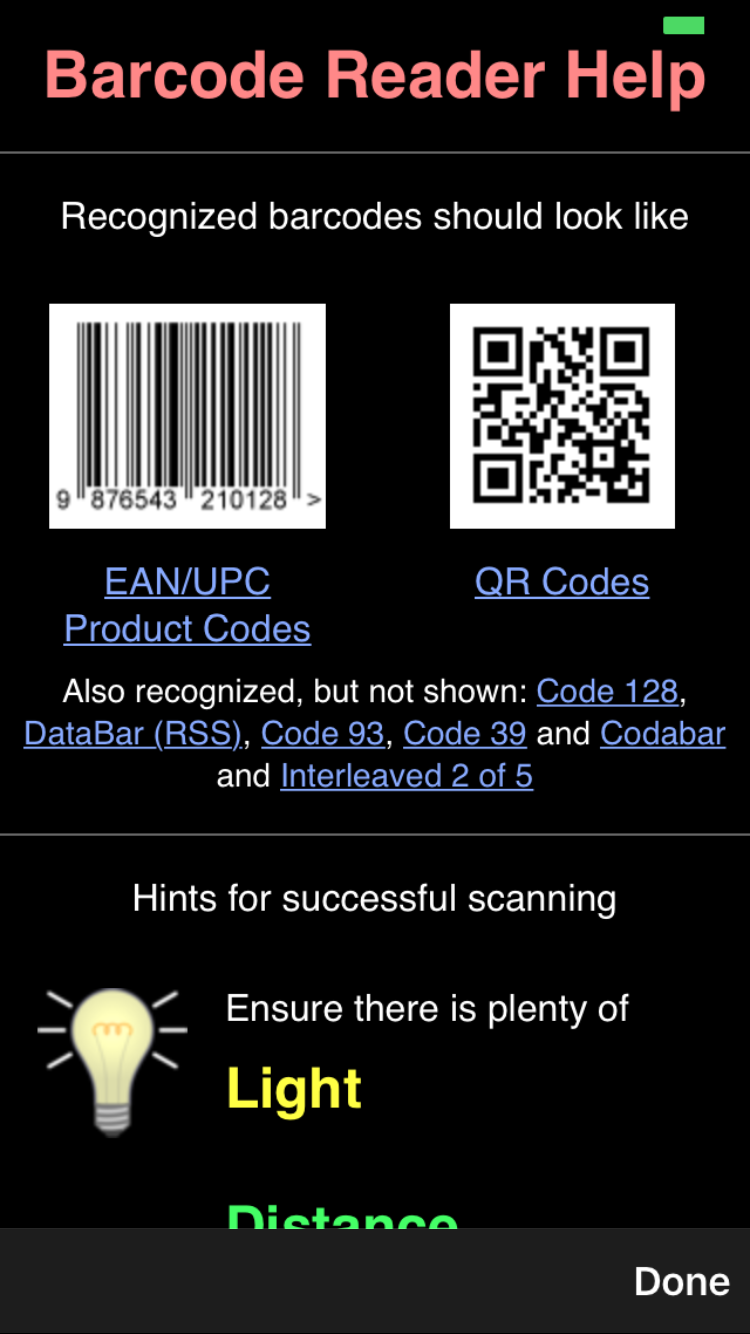 Barcode Reader Help
Recognized barcodes should look like
9 876543 210128 >
EAN/UPC
Product Codes
QR Codes
Also recognized, but not shown: Code 128,
DataBar (RSS), Code 93, Code 39 and Codabar
and Interleaved 2 of 5
Hints for successful scanning
Ensure there is plenty of
Light
Distance
Done